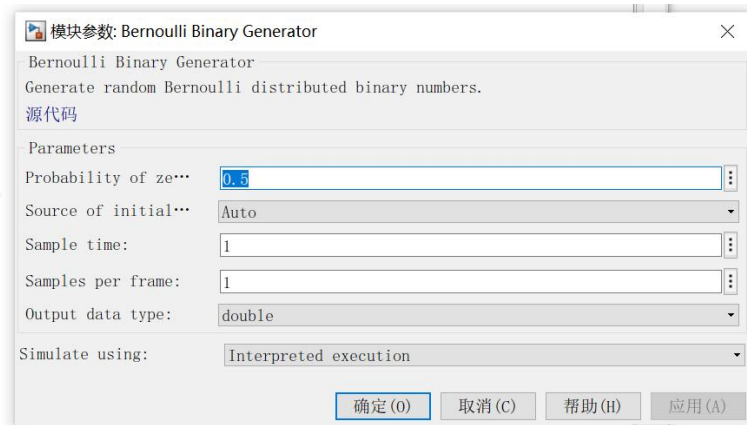 模块参数: Bernoulli Binary Generator
Bernoulli Binary Generator
Generate random Bernoulli distributed binary numbers.
源代码
Parameters
Probability of ze… 0.5
Source of initial… Auto
Sample time: 1
Samples per frame: 1
Output data type: double
Simulate using: Interpreted execution
确定(O) 取消(C) 帮助(H) 应用(A)